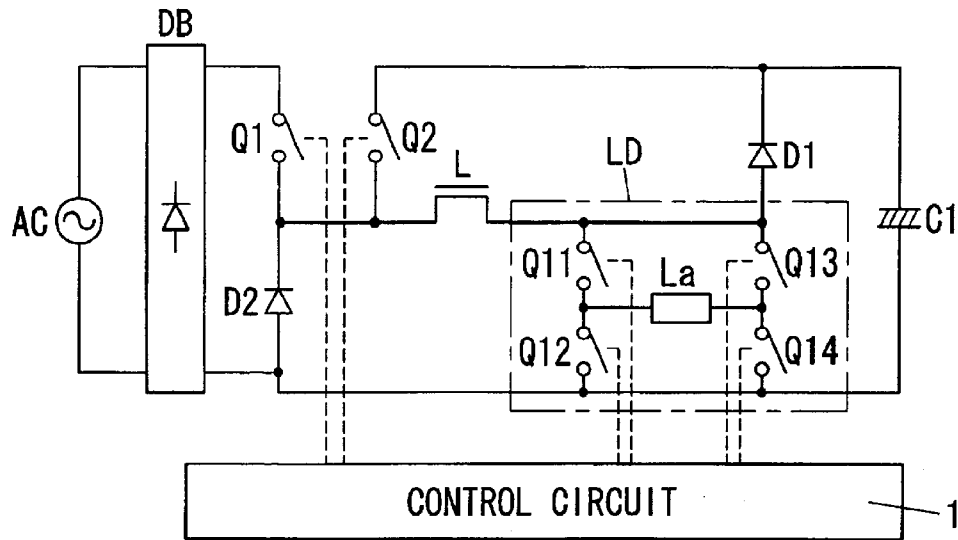 DB
Q1
Q2
L
LD
D1
AC
C1
D2
Q11
La
Q13
Q12
Q14
CONTROL CIRCUIT
1